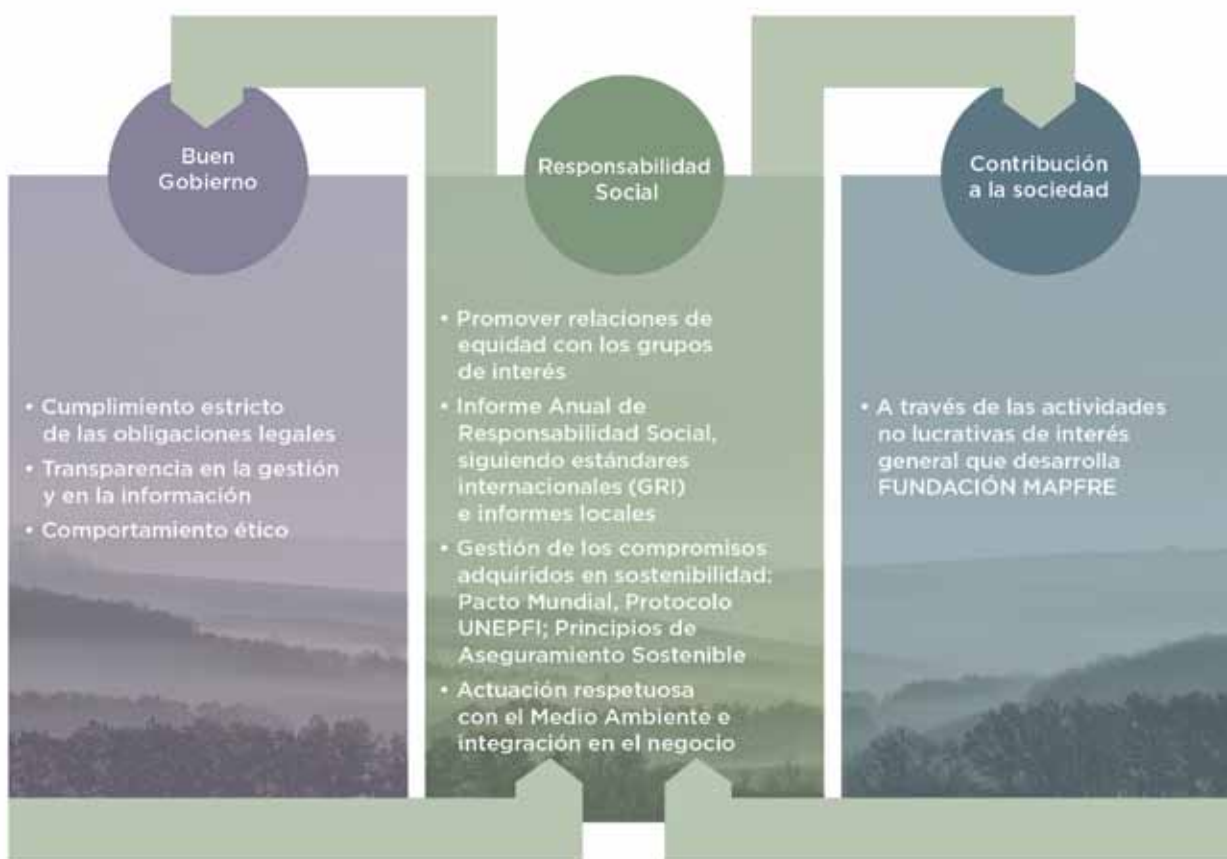 Buen
Gobierno
• Cumplimiento estricto
de las obligaciones legales
• Transparencia en la gestión
y en la información
• Comportamiento ético
Responsabilidad
Social
• Promover relaciones de
equidad con los grupos
de interés
• Informe Anual de
Responsabilidad Social,
siguiendo estándares
internacionales (GRI)
e informes locales
• Gestión de los compromisos
adquiridos en sostenibilidad:
Pacto Mundial, Protocolo
UNEPFI; Principios de
Aseguramiento Sostenible
• Actuación respetuosa
con el Medio Ambiente e
integración en el negocio
Contribución
a la sociedad
• A través de las actividades
no lucrativas de interés
general que desarrolla
FUNDACIÓN MAPFRE